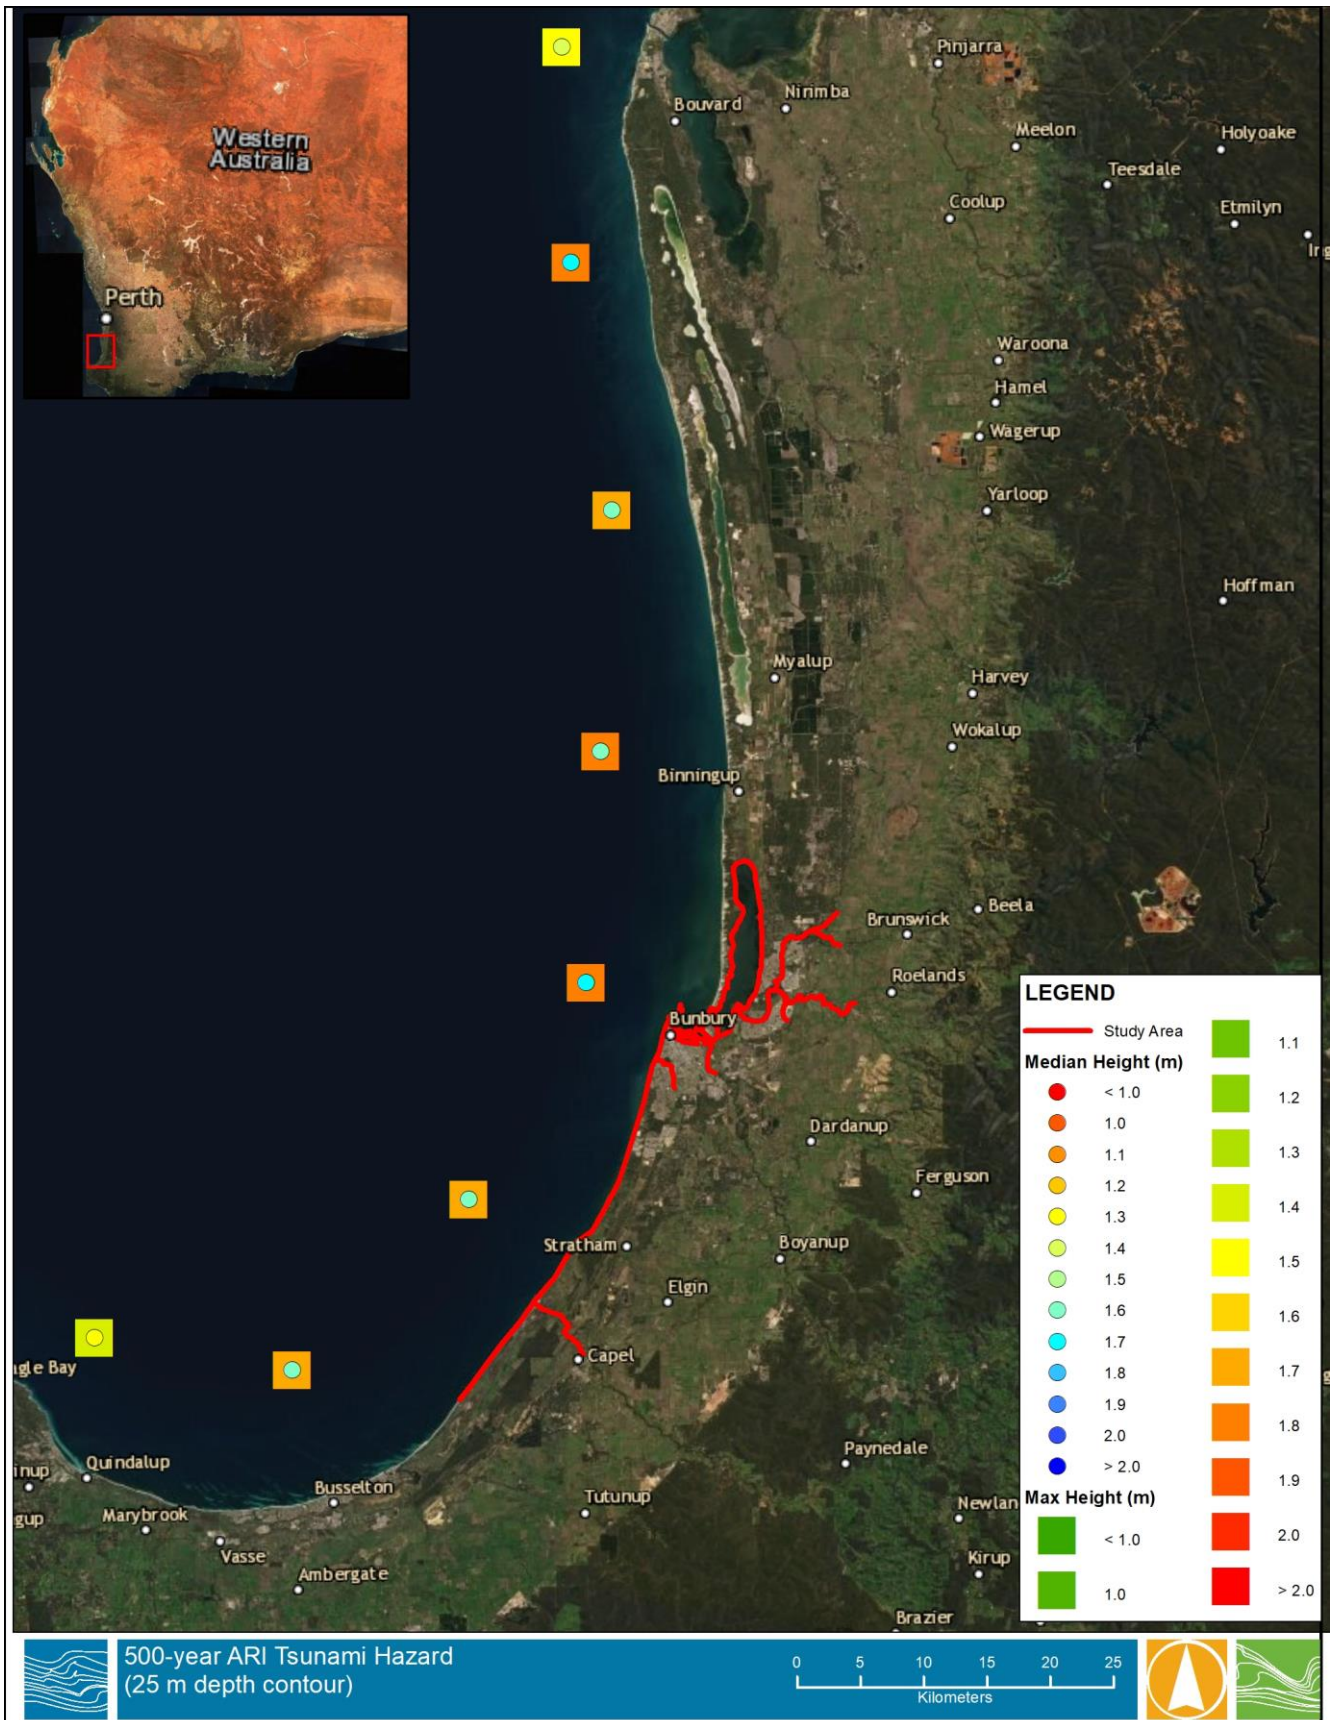 Western
Australia
Perth
Pinjarra
Nirimba
Bouvard
Meelon
Holyoake
Teesdale
Coolup
Etmilyn
Waroona
Hamel
Wagerup
Yarloop
Hoffman
Myalup
Harvey
Wokalup
Binningup
Beela
Brunswick
Roelands
Bunbury
Dardanup
Ferguson
Stratham
Boyanup
Elgin
Capel
agle Bay
Quindalup
inup
Busselton
Paynedale
Marybrook
gup
Tutunup
Newlan
Vasse
Ambergate
Kirup
Brazier
LEGEND
Study Area
Median Height (m)
< 1.0
1.0
1.1
1.2
1.3
1.4
1.5
1.6
1.7
1.8
1.9
2.0
> 2.0
Max Height (m)
< 1.0
1.0
1.1
1.2
1.3
1.4
1.5
1.6
1.7
1.8
1.9
2.0
> 2.0
500-year ARI Tsunami Hazard
(25 m depth contour)
0 5 10 15 20 25
Kilometers